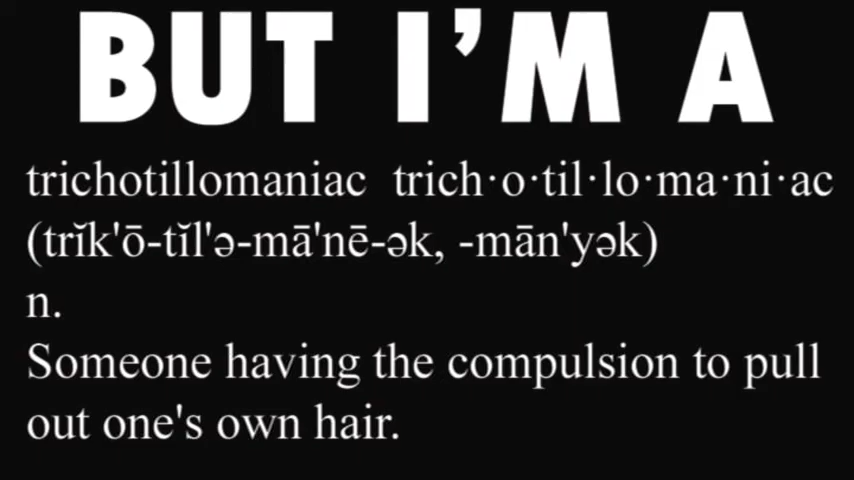 BUT I’M A
trichotillomaniac trich·o·til·lo·ma·ni·ac
(trĭk'ō-tĭl'ə-mā'nē-ək, -mān'yək)
n.
Someone having the compulsion to pull
out one's own hair.